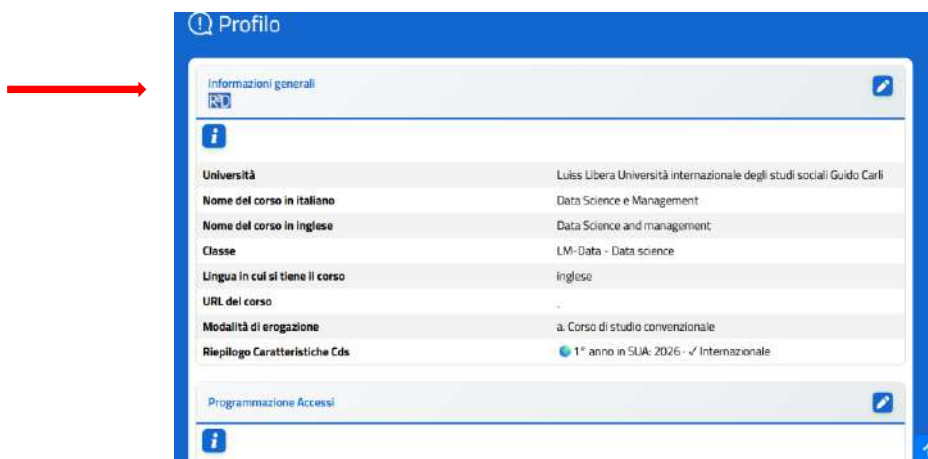 Profilo
Informazioni generali
RD
Università Luiss Libera Università internazionale degli studi sociali Guido Carli
Nome del corso in italiano Data Science e Management
Nome del corso in inglese Data Science and management
Classe LM-Data - Data science
Lingua in cui si tiene il corso inglese
URL del corso .
Modalità di erogazione a. Corso di studio convenzionale
Riepilogo Caratteristiche Cds 1° anno in SUA: 2026 · ✓ Internazionale
Programmazione Accessi